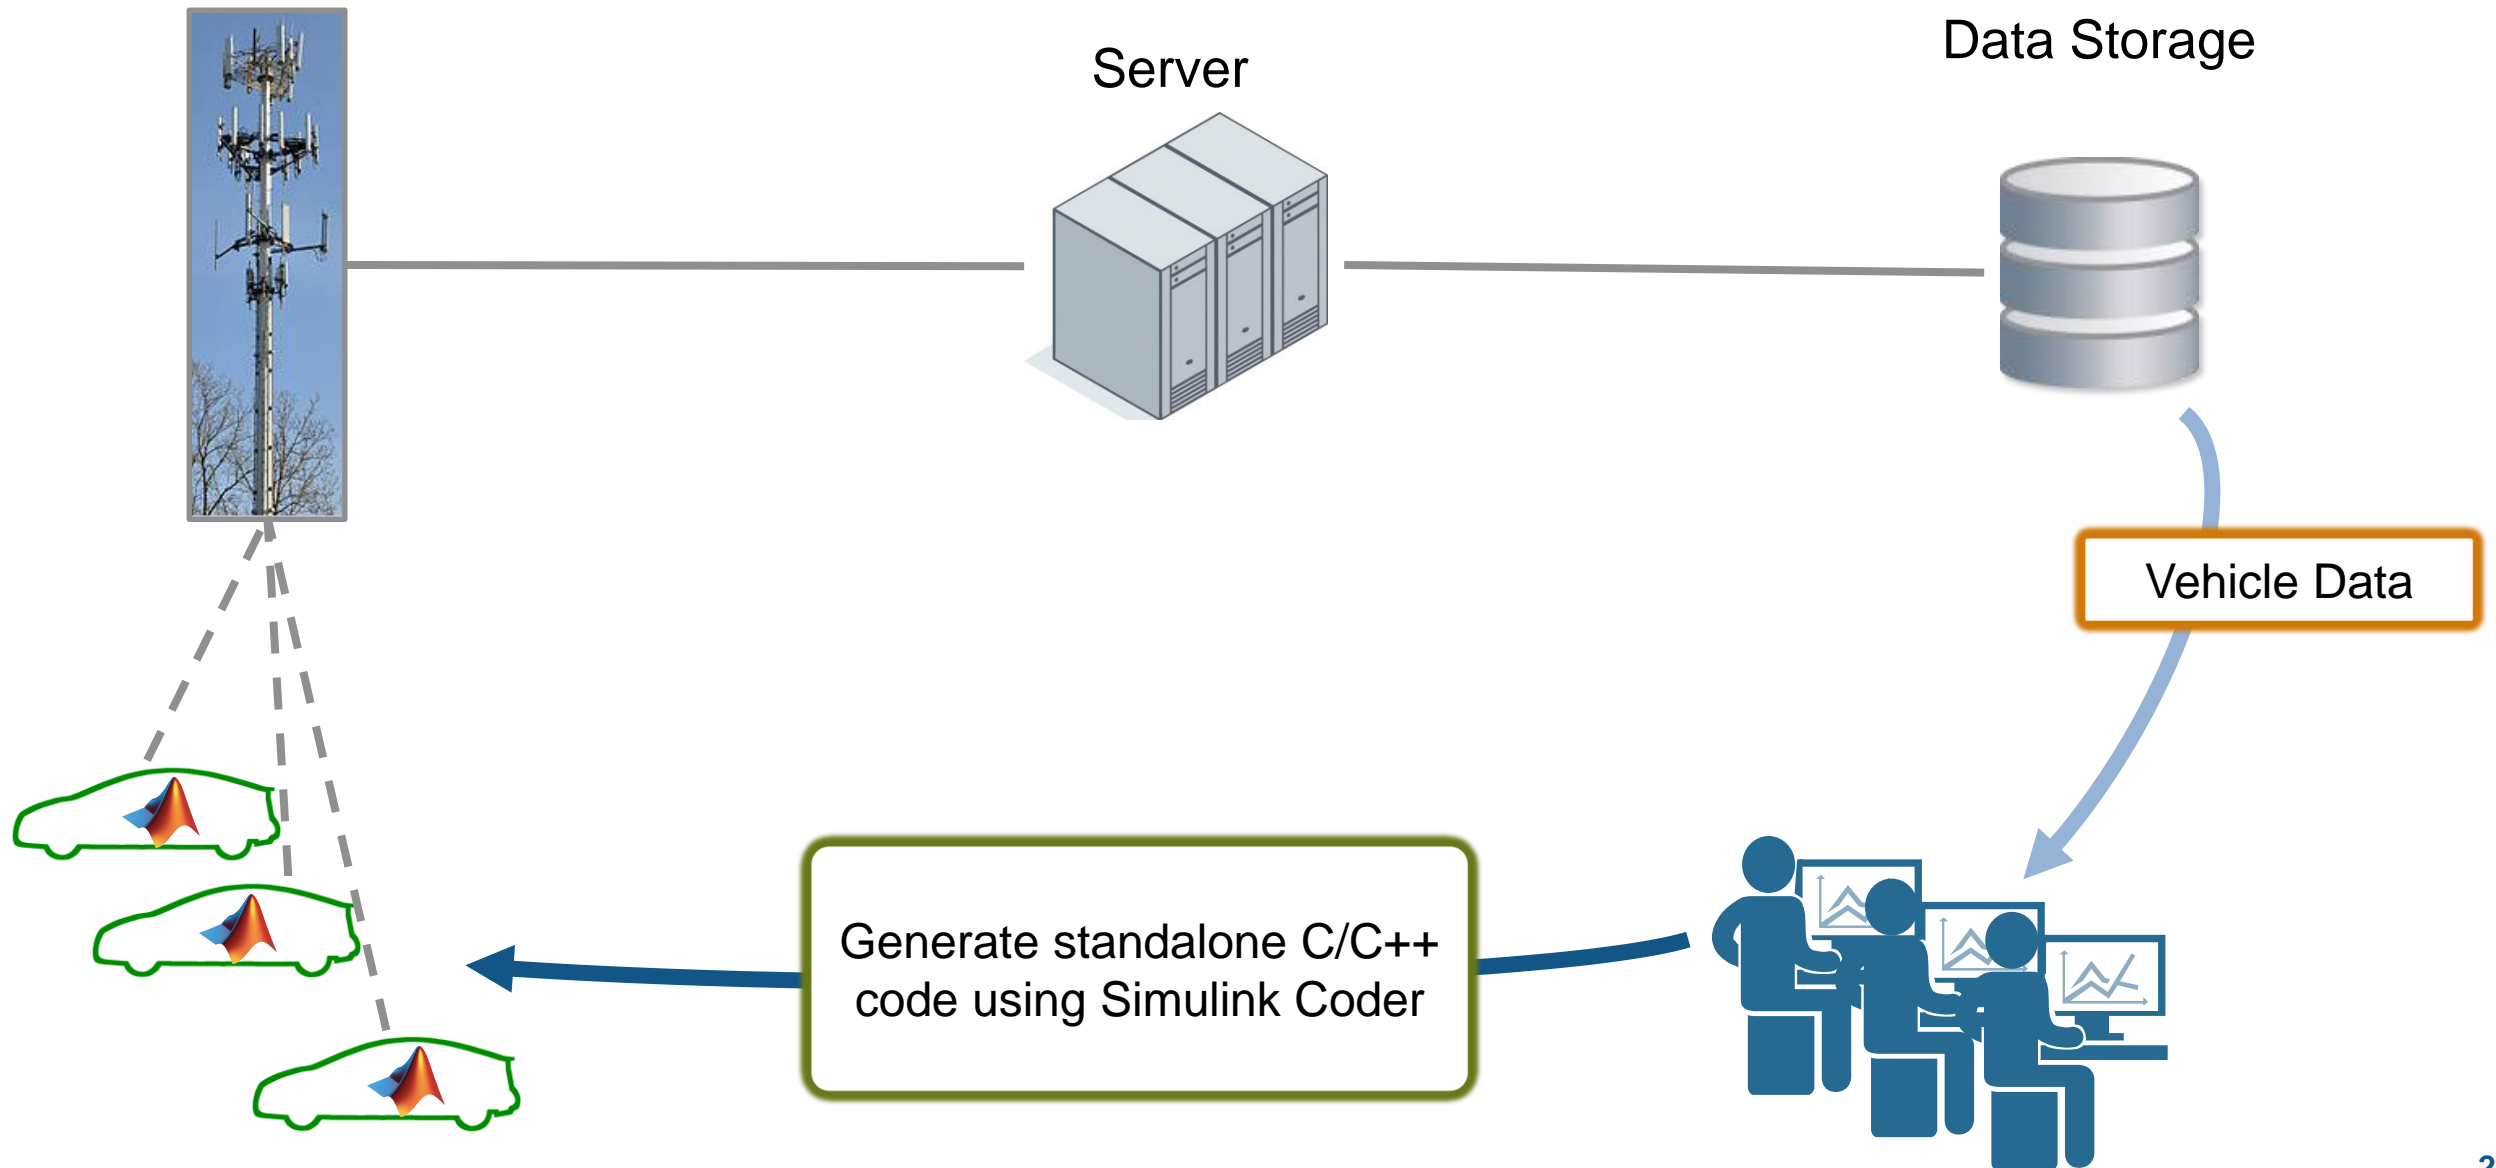 Server
Data Storage
Vehicle Data
Generate standalone C/C++
code using Simulink Coder